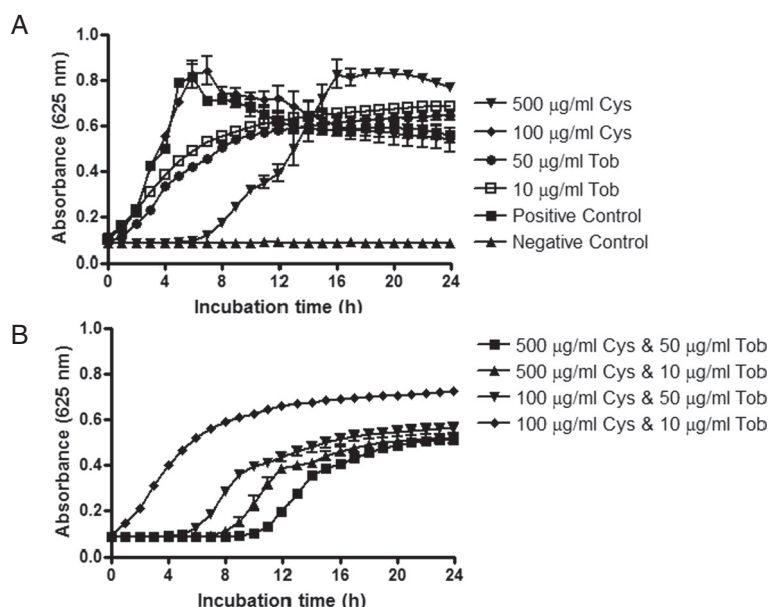 A
Absorbance (625 nm)
1.0
0.8
0.6
0.4
0.2
0.0
0 4 8 12 16 20 24
Incubation time (h)
500 μg/ml Cys
100 μg/ml Cys
50 μg/ml Tob
10 μg/ml Tob
Positive Control
Negative Control
B
Absorbance (625 nm)
1.0
0.8
0.6
0.4
0.2
0.0
0 4 8 12 16 20 24
Incubation time (h)
500 μg/ml Cys & 50 μg/ml Tob
500 μg/ml Cys & 10 μg/ml Tob
100 μg/ml Cys & 50 μg/ml Tob
100 μg/ml Cys & 10 μg/ml Tob